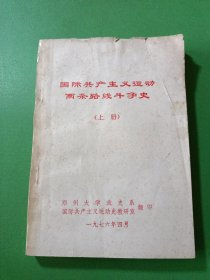 国际共产主义运动
两条路线斗争史
（上册）
郑州大学政史系
国际共产主义运动史教研室 翻印
一九七六年四月